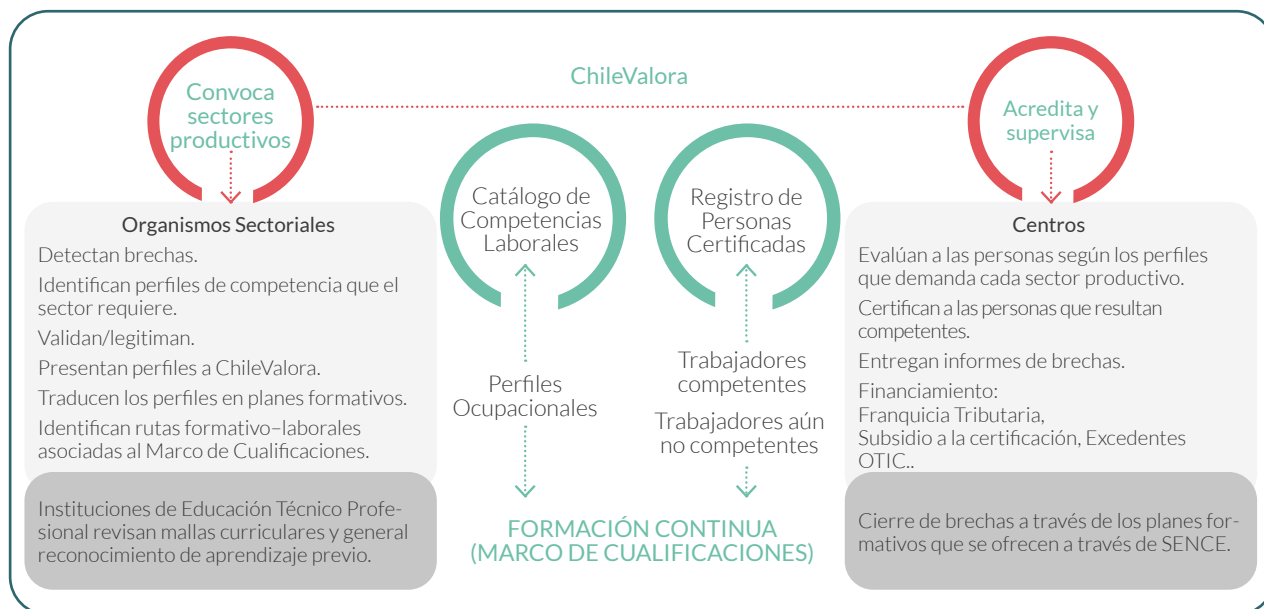 ChileValora
Convoca
sectores
productivos
Organismos Sectoriales
Detectan brechas.
Identifican perfiles de competencia que el
sector requiere.
Validan/legitiman.
Presentan perfiles a ChileValora.
Traducen los perfiles en planes formativos.
Identifican rutas formativo–laborales
asociadas al Marco de Cualificaciones.
Instituciones de Educación Técnico Profe-
sional revisan mallas curriculares y general
reconocimiento de aprendizaje previo.
Catálogo de
Competencias
Laborales
Perfiles
Ocupacionales
Registro de
Personas
Certificadas
Trabajadores
competentes
Trabajadores aún
no competentes
FORMACIÓN CONTINUA
(MARCO DE CUALIFICACIONES)
Acredita y
supervisa
Centros
Evalúan a las personas según los perfiles
que demanda cada sector productivo.
Certifican a las personas que resultan
competentes.
Entregan informes de brechas.
Financiamiento:
Franquicia Tributaria,
Subsidio a la certificación, Excedentes
OTIC..
Cierre de brechas a través de los planes for-
mativos que se ofrecen a través de SENCE.